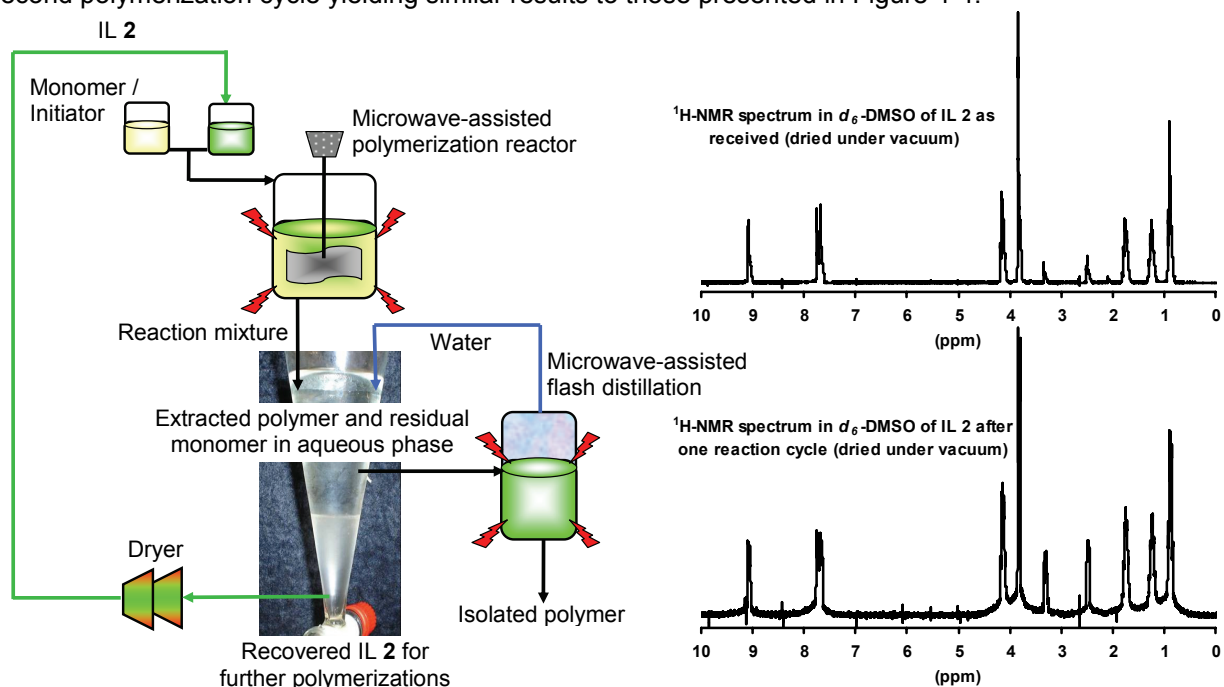 econd polymerization cycle yielding similar results to those presented in Figure 4-4.
IL 2
Monomer /
Initiator
Microwave-assisted
polymerization reactor
Reaction mixture
Water
Microwave-assisted
flash distillation
Extracted polymer and residual
monomer in aqueous phase
Dryer
Isolated polymer
Recovered IL 2 for
further polymerizations
¹H-NMR spectrum in d₆-DMSO of IL 2 as
received (dried under vacuum)
10 9 8 7 6 5 4 3 2 1 0
(ppm)
¹H-NMR spectrum in d₆-DMSO of IL 2 after
one reaction cycle (dried under vacuum)
10 9 8 7 6 5 4 3 2 1 0
(ppm)